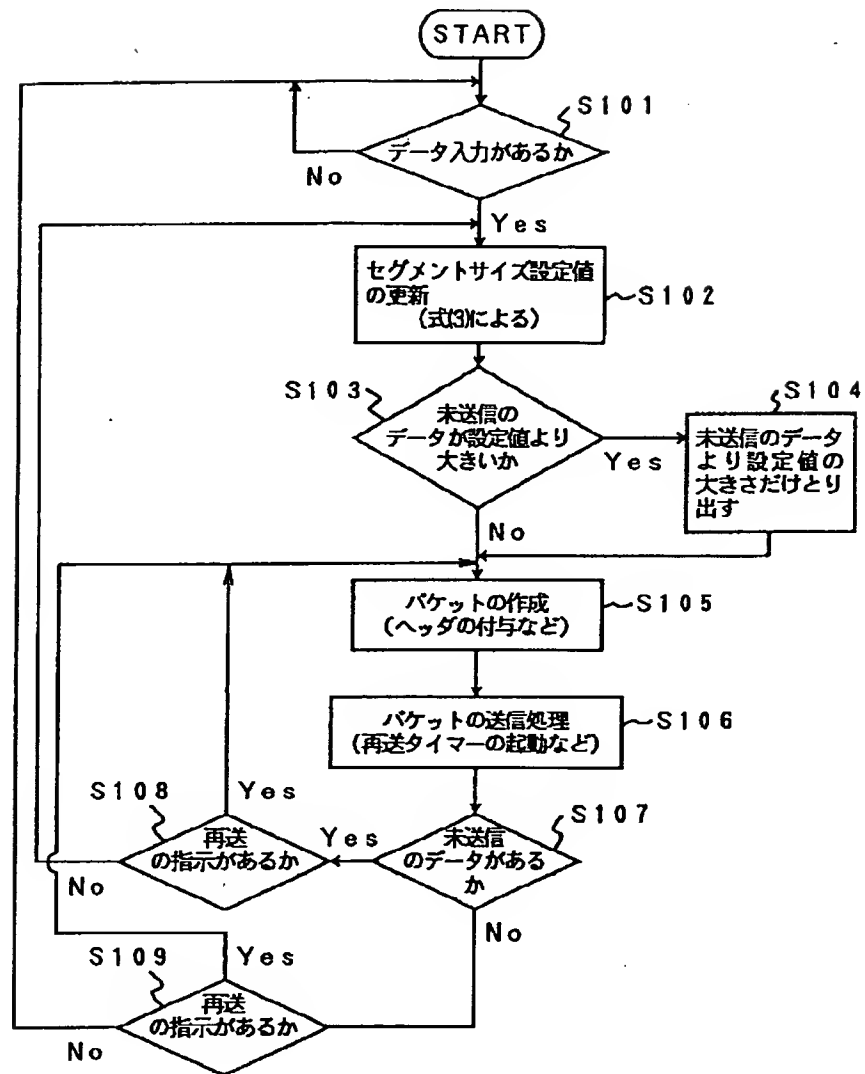 START
S101
データ入力があるか
No
Yes
セグメントサイズ設定値
の更新
(式(3)による)
S102
S103
未送信の
データが設定値より
大きいか
Yes
No
S104
未送信のデータ
より設定値の
大きさだけとり
出す
パケットの作成
(ヘッダの付与など)
S105
パケットの送信処理
(再送タイマーの起動など)
S106
S107
未送信
のデータがある
か
Yes
No
S108
再送
の指示があるか
Yes
No
S109
再送
の指示があるか
Yes
No